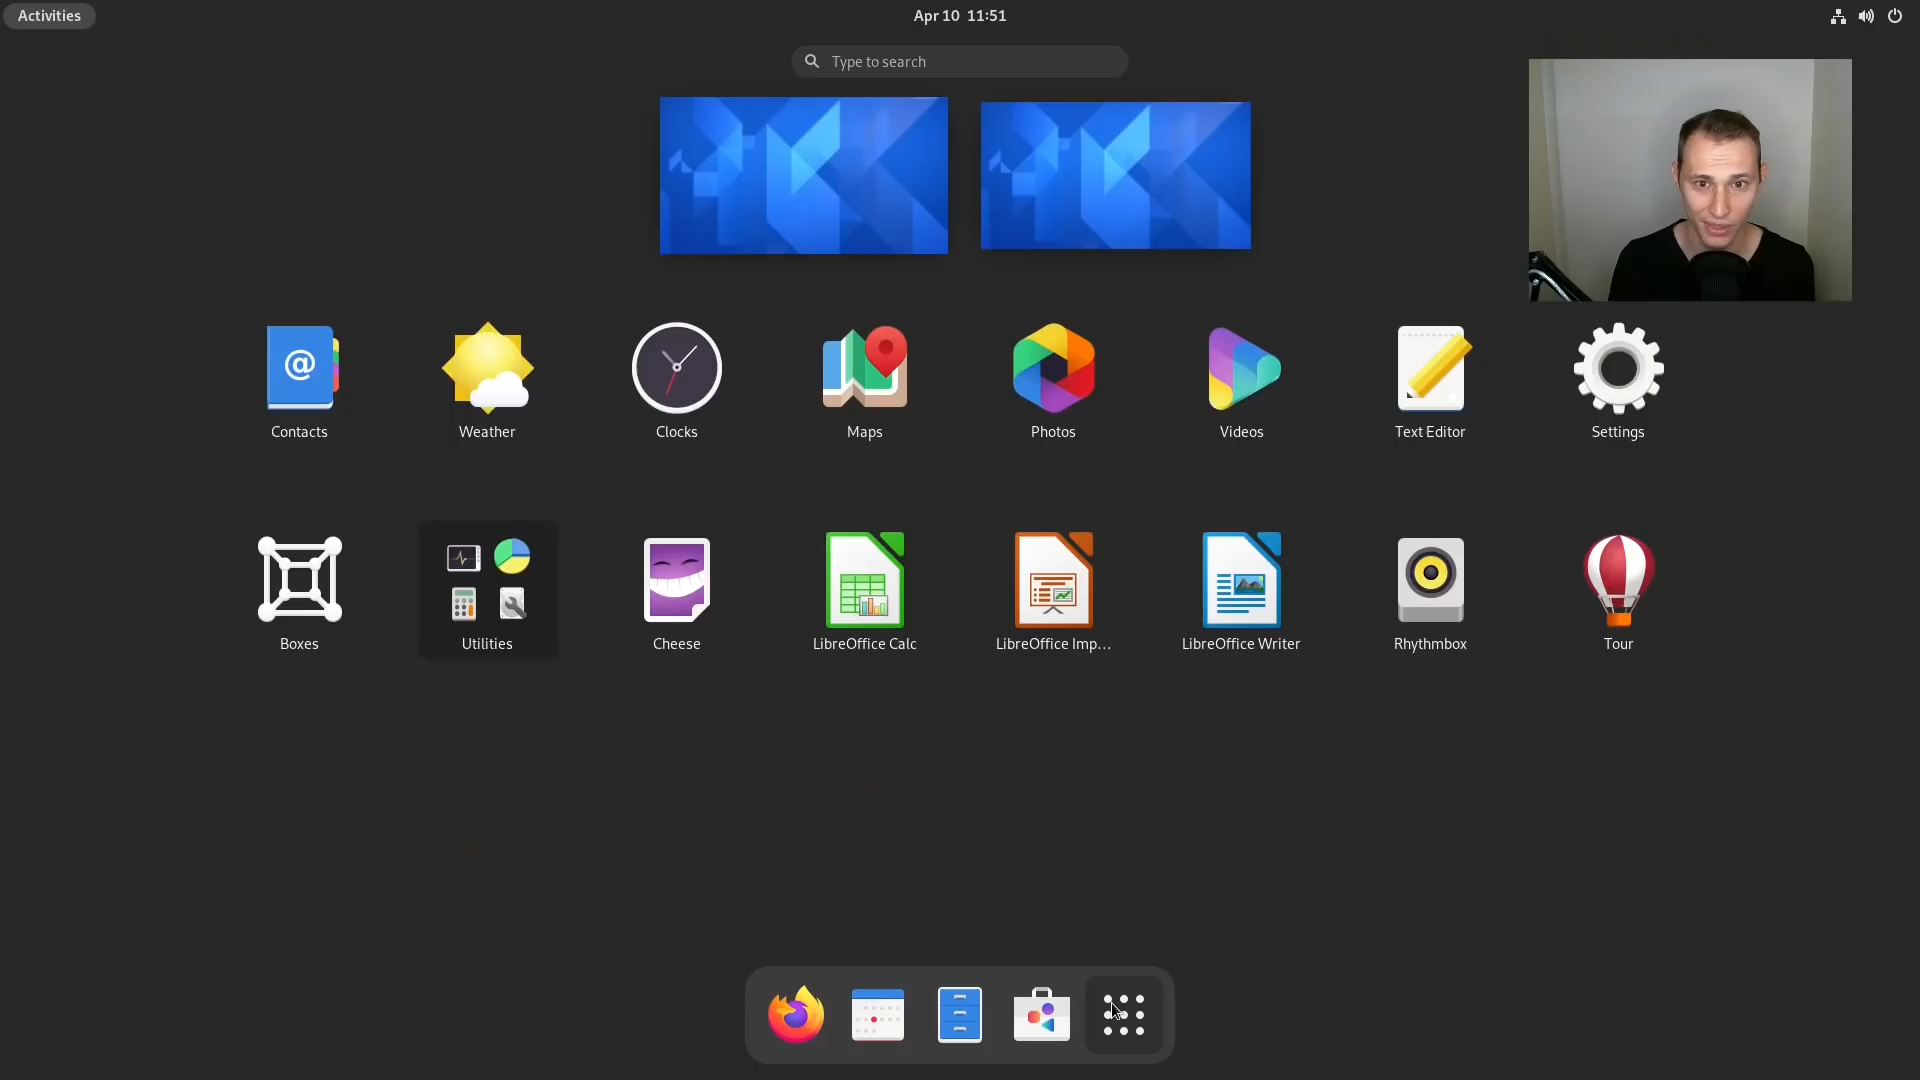 Activities
Apr 10 11:51
Type to search
Contacts
Weather
Clocks
Maps
Photos
Videos
Text Editor
Settings
Boxes
Utilities
Cheese
LibreOffice Calc
LibreOffice Imp...
LibreOffice Writer
Rhythmbox
Tour